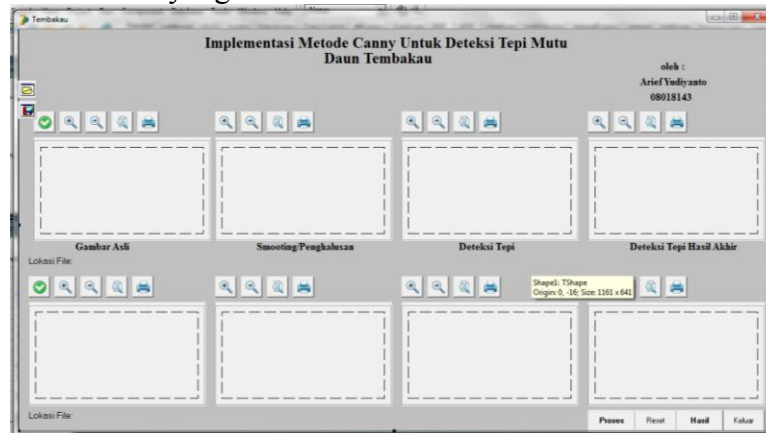 Tembakau
Implementasi Metode Canny Untuk Deteksi Tepi Mutu
Daun Tembakau
oleh :
Arief Yudiyanto
08018143
Gambar Asli
Smooting/Penghalusan
Deteksi Tepi
Deteksi Tepi Hasil Akhir
Lokasi File:
Shape1: TShape
Origin: 0, -16; Size: 1161 x 641
Lokasi File:
Proses
Reset
Hasil
Keluar